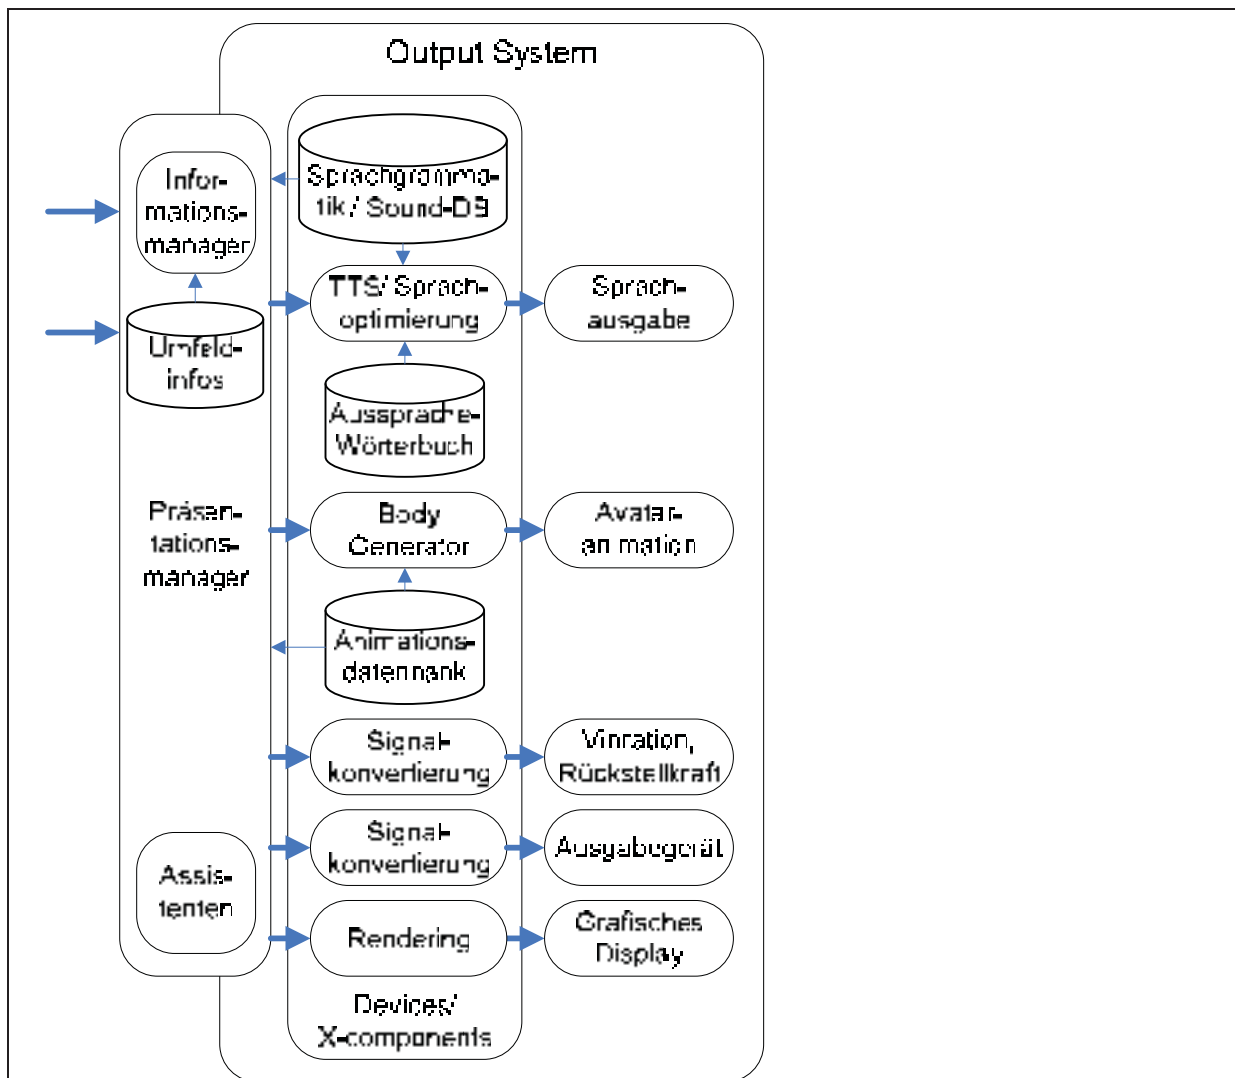 Output System
Infor-
mations-
manager
Umfeld-
infos
Präsen-
tations-
manager
Assis-
tenten
Sprachgramma-
tik / Sound-DB
TTS/ Sprach-
optimierung
Sprach-
ausgabe
Aussprache-
Wörterbuch
Body
Generator
Avatar-
animation
Animations-
datennank
Signal-
konvertierung
Vinration,
Rückstellkraft
Signal-
konvertierung
Ausgabegerät
Rendering
Grafisches
Display
Devices/
X-components